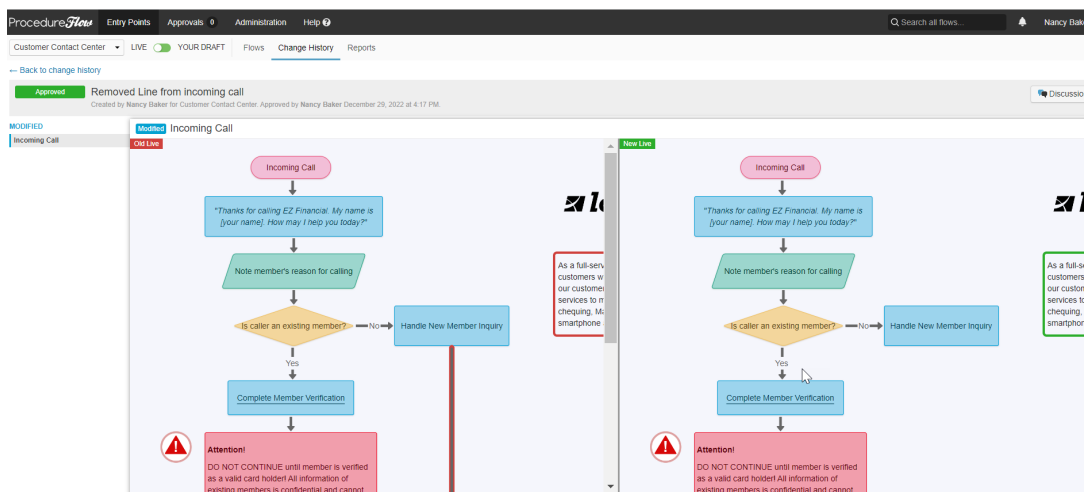 ProcedureFlow Entry Points Approvals 0 Administration Help Search all flows... Nancy
Customer Contact Center LIVE YOUR DRAFT Flows Change History Reports
← Back to change history
Approved Removed Line from incoming call
Created by Nancy Baker for Customer Contact Center. Approved by Nancy Baker December 29, 2022 at 4:17 PM.
MODIFIED
Incoming Call
Modified Incoming Call
Old Live
Incoming Call
"Thanks for calling EZ Financial. My name is
[your name]. How may I help you today?"
Note member's reason for calling
Is caller an existing member?
No
Handle New Member Inquiry
Yes
Complete Member Verification
Attention!
DO NOT CONTINUE until member is verified
as a valid card holder! All information of
existing members is confidential and cannot
As a full-serv
customers w
our custome
services to m
chequing, Ma
smartphone
New Live
Incoming Call
"Thanks for calling EZ Financial. My name is
[your name]. How may I help you today?"
Note member's reason for calling
Is caller an existing member?
No
Handle New Member Inquiry
Yes
Complete Member Verification
Attention!
DO NOT CONTINUE until member is verified
as a valid card holder! All information of
existing members is confidential and cannot
As a full-se
customers
our custon
services to
chequing,
smartphon